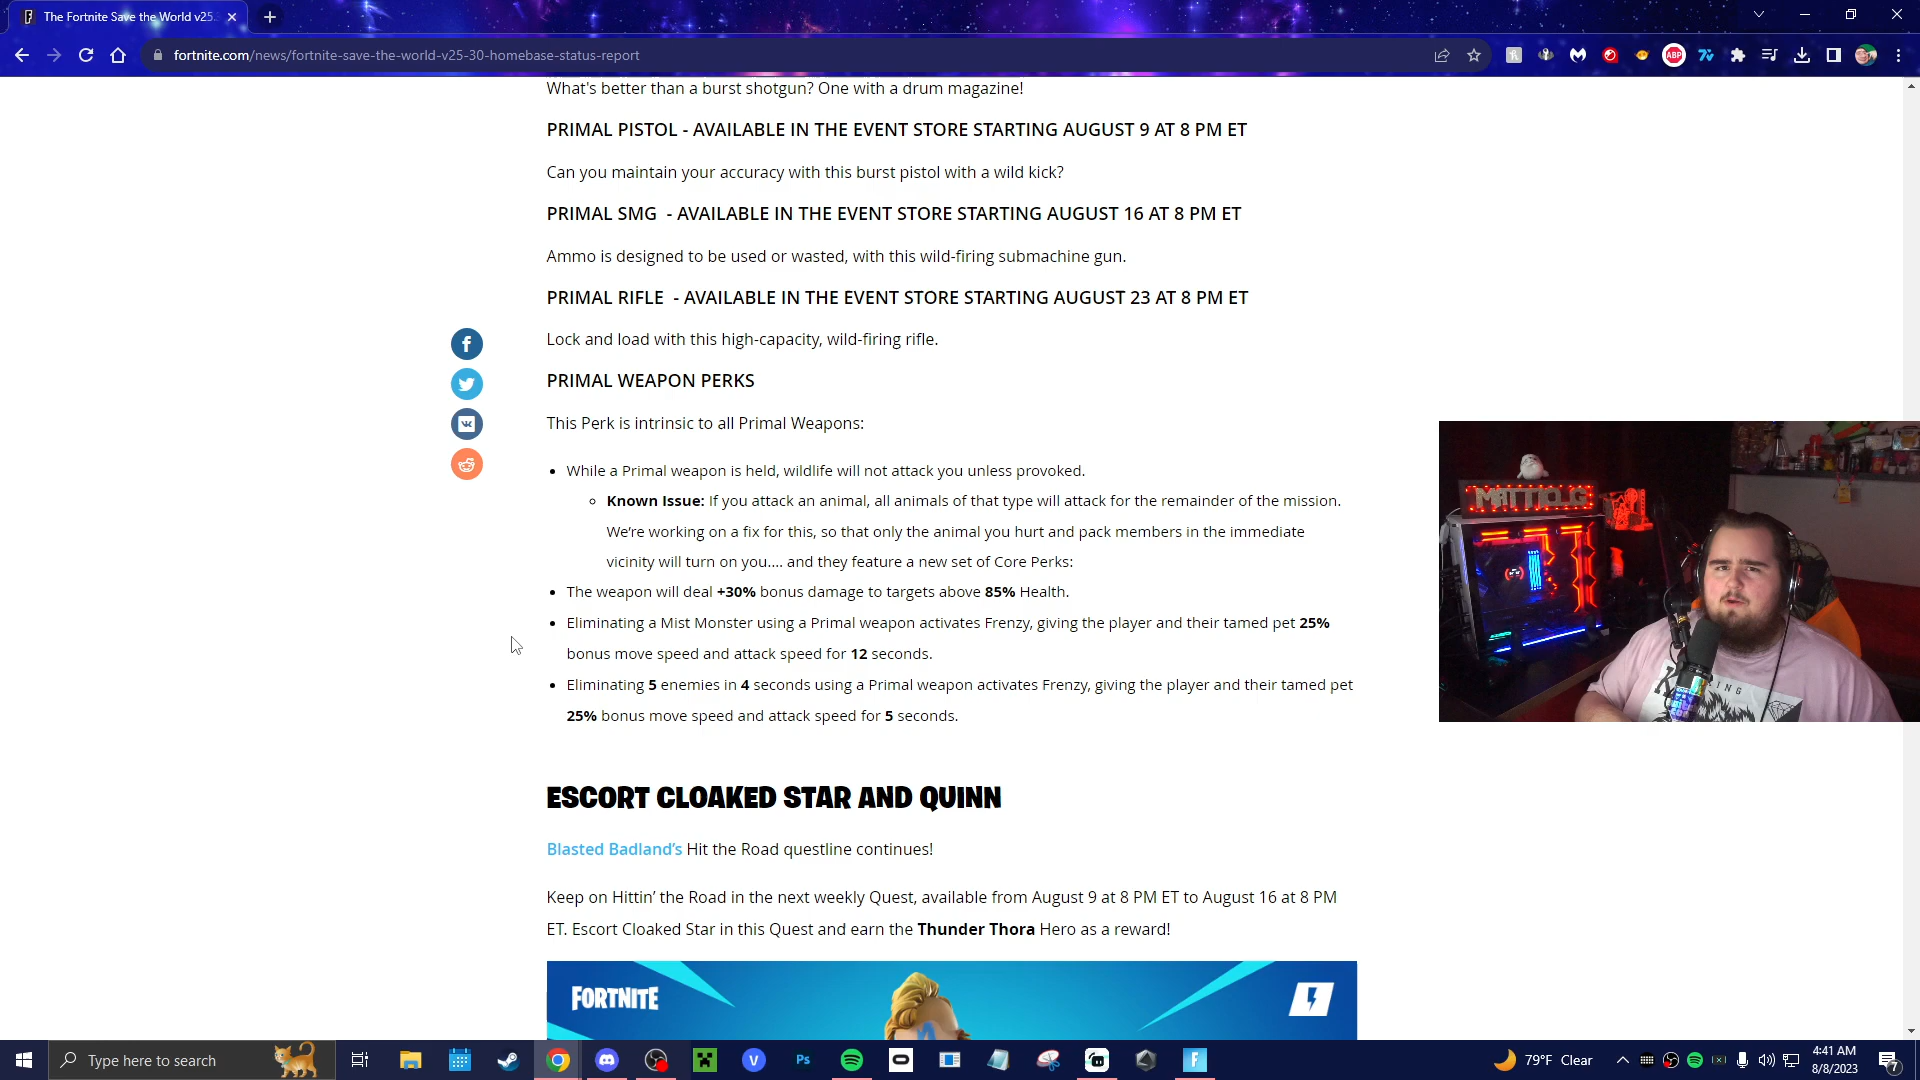 The Fortnite Save the World v25.
fortnite.com/news/fortnite-save-the-world-v25-30-homebase-status-report
What's better than a burst shotgun? One with a drum magazine!
PRIMAL PISTOL - AVAILABLE IN THE EVENT STORE STARTING AUGUST 9 AT 8 PM ET
Can you maintain your accuracy with this burst pistol with a wild kick?
PRIMAL SMG - AVAILABLE IN THE EVENT STORE STARTING AUGUST 16 AT 8 PM ET
Ammo is designed to be used or wasted, with this wild-firing submachine gun.
PRIMAL RIFLE - AVAILABLE IN THE EVENT STORE STARTING AUGUST 23 AT 8 PM ET
Lock and load with this high-capacity, wild-firing rifle.
PRIMAL WEAPON PERKS
This Perk is intrinsic to all Primal Weapons:
While a Primal weapon is held, wildlife will not attack you unless provoked.
Known Issue: If you attack an animal, all animals of that type will attack for the remainder of the mission.
We're working on a fix for this, so that only the animal you hurt and pack members in the immediate
vicinity will turn on you.... and they feature a new set of Core Perks:
The weapon will deal +30% bonus damage to targets above 85% Health.
Eliminating a Mist Monster using a Primal weapon activates Frenzy, giving the player and their tamed pet 25%
bonus move speed and attack speed for 12 seconds.
Eliminating 5 enemies in 4 seconds using a Primal weapon activates Frenzy, giving the player and their tamed pet
25% bonus move speed and attack speed for 5 seconds.
MATTIOLG
ESCORT CLOAKED STAR AND QUINN
Blasted Badland's Hit the Road questline continues!
Keep on Hittin' the Road in the next weekly Quest, available from August 9 at 8 PM ET to August 16 at 8 PM
ET. Escort Cloaked Star in this Quest and earn the Thunder Thora Hero as a reward!
FORTNITE
Type here to search
79°F Clear
4:41 AM
8/8/2023
7
ABP
Ps